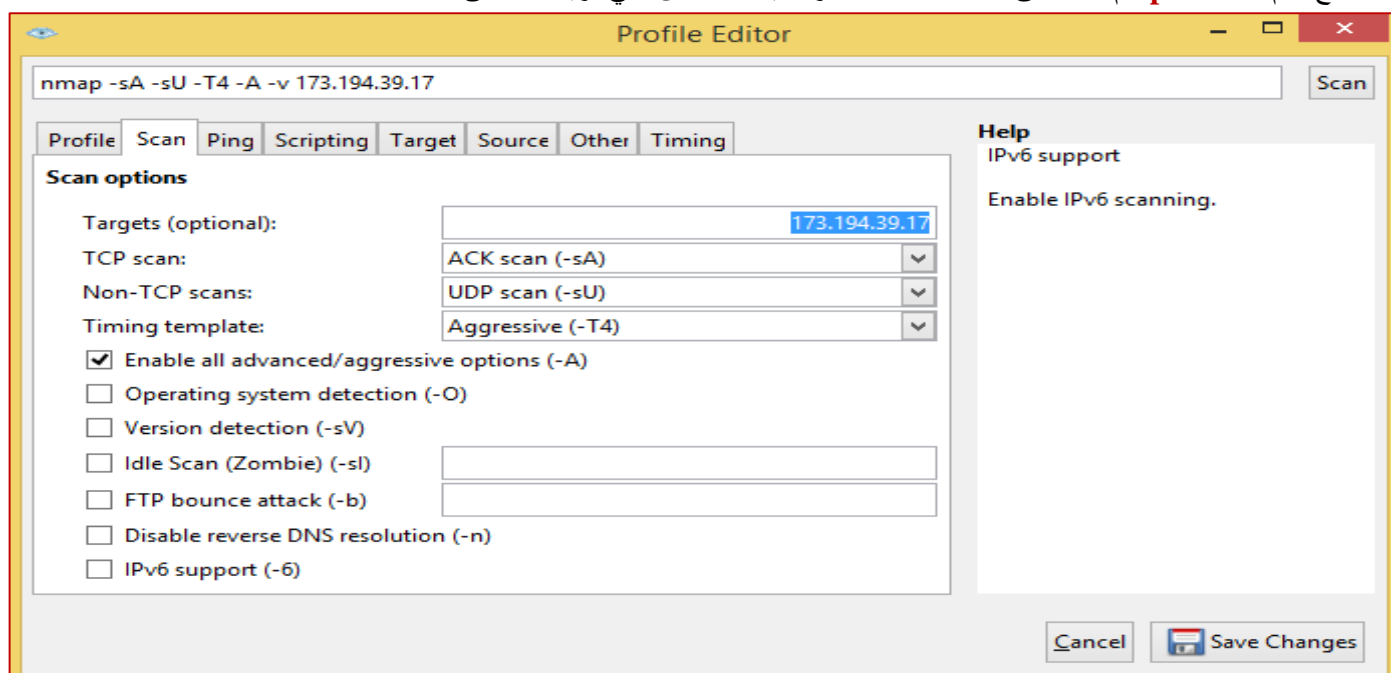 Profile Editor
nmap -sA -sU -T4 -A -v 173.194.39.17
Scan
Profile Scan Ping Scripting Target Source Other Timing
Scan options
Targets (optional): 173.194.39.17
TCP scan: ACK scan (-sA)
Non-TCP scans: UDP scan (-sU)
Timing template: Aggressive (-T4)
Enable all advanced/aggressive options (-A)
Operating system detection (-O)
Version detection (-sV)
Idle Scan (Zombie) (-sI)
FTP bounce attack (-b)
Disable reverse DNS resolution (-n)
IPv6 support (-6)
Help
IPv6 support
Enable IPv6 scanning.
Cancel
Save Changes